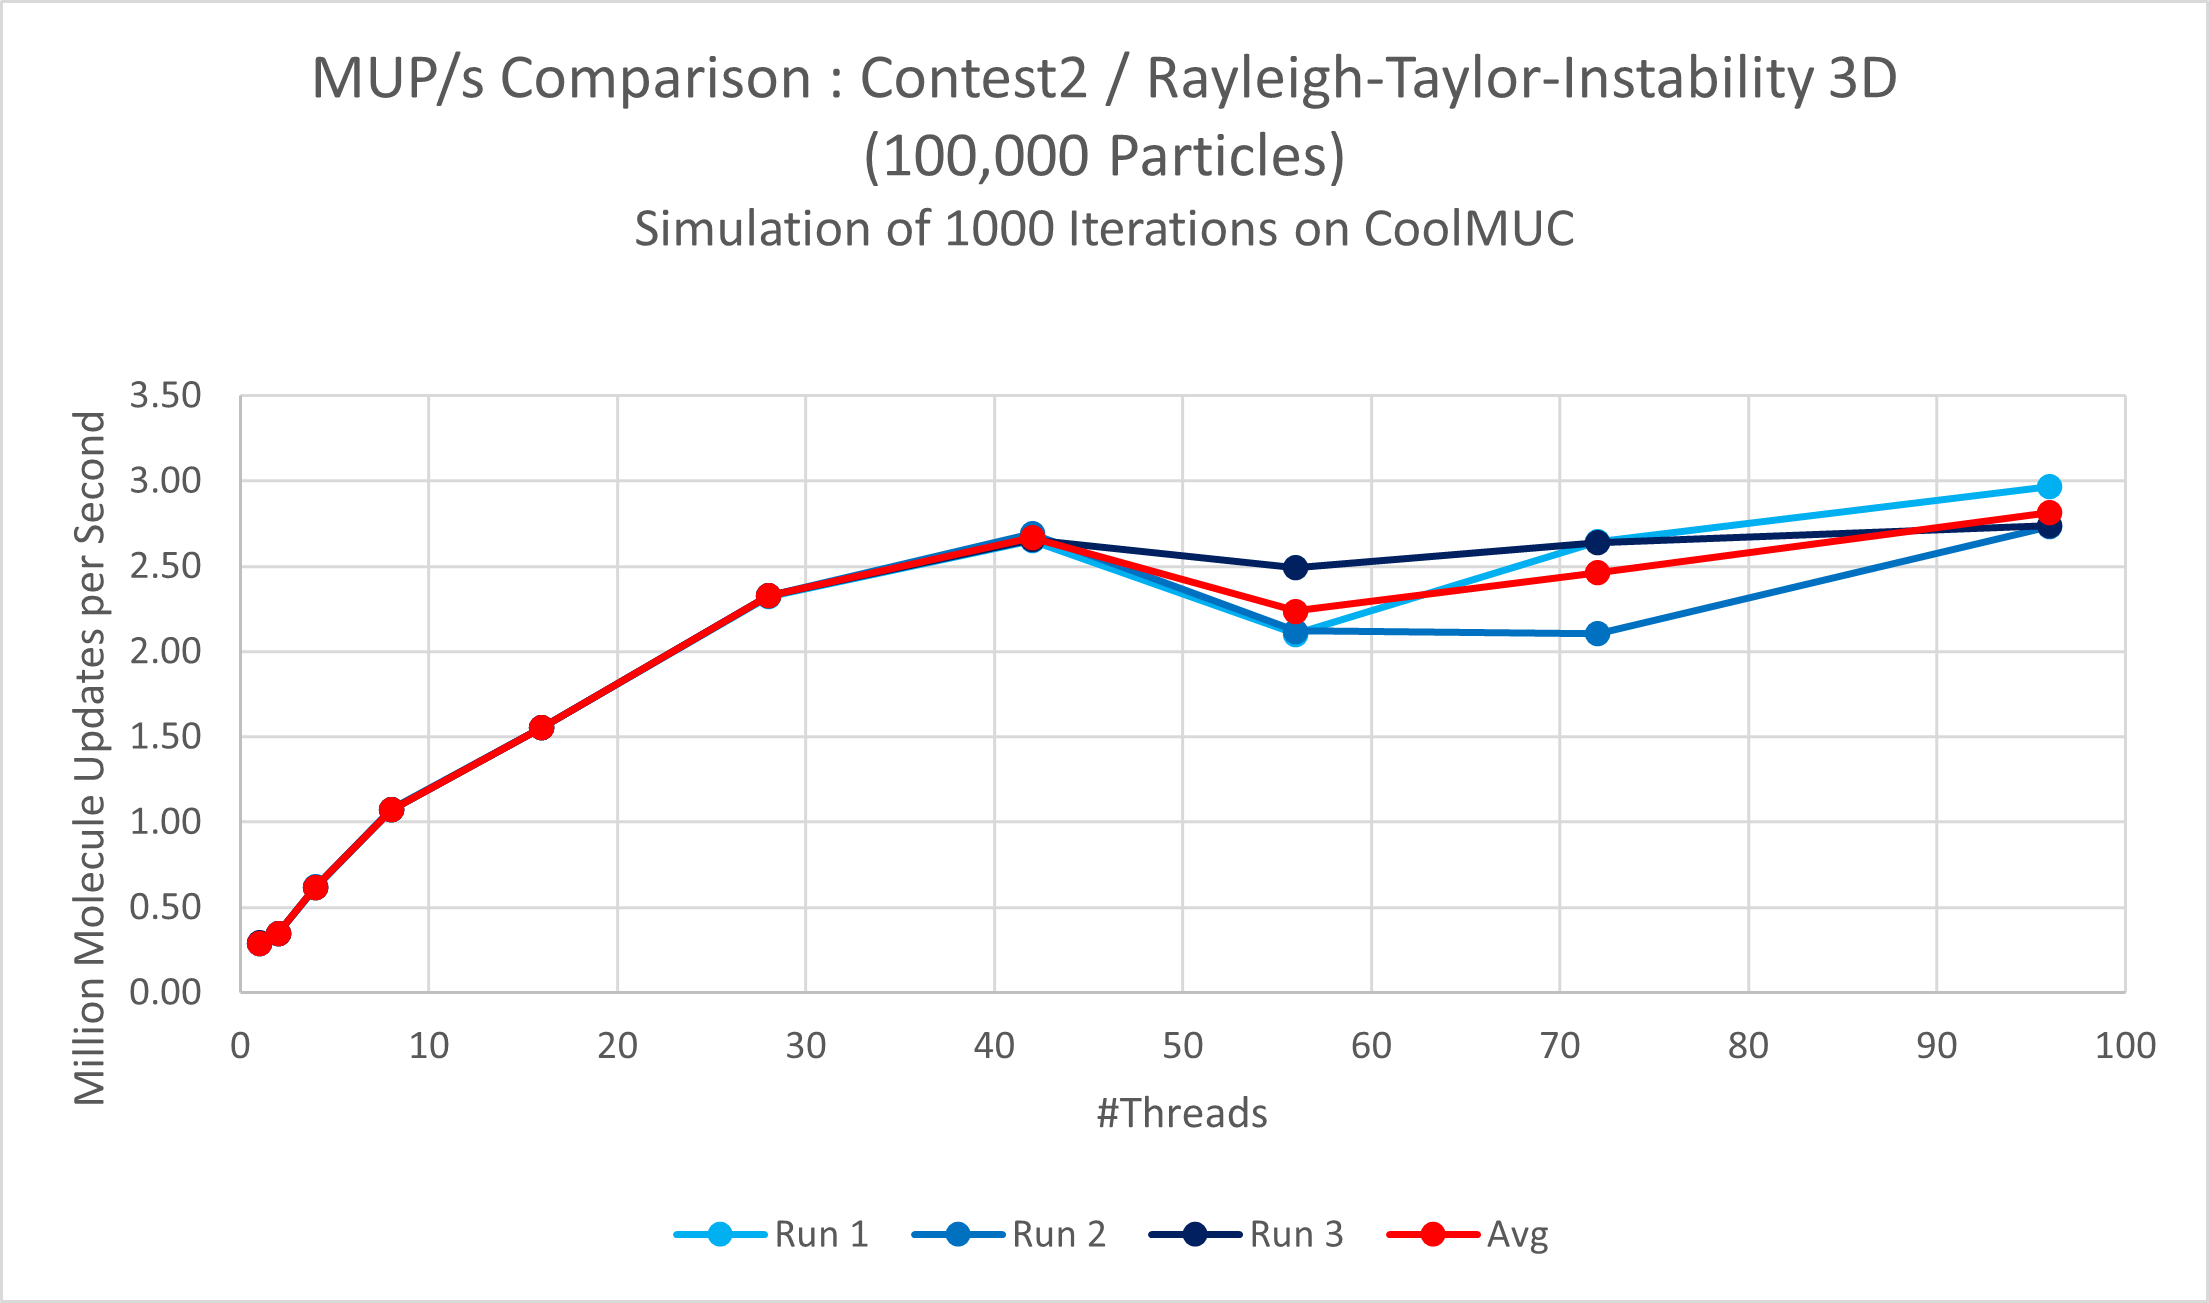 MUP/s Comparison : Contest2 / Rayleigh-Taylor-Instability 3D
(100,000 Particles)
Simulation of 1000 Iterations on CoolMUC
Million Molecule Updates per Second
3.50
3.00
2.50
2.00
1.50
1.00
0.50
0.00
0 10 20 30 40 50 60 70 80 90 100
#Threads
Run 1 Run 2 Run 3 Avg